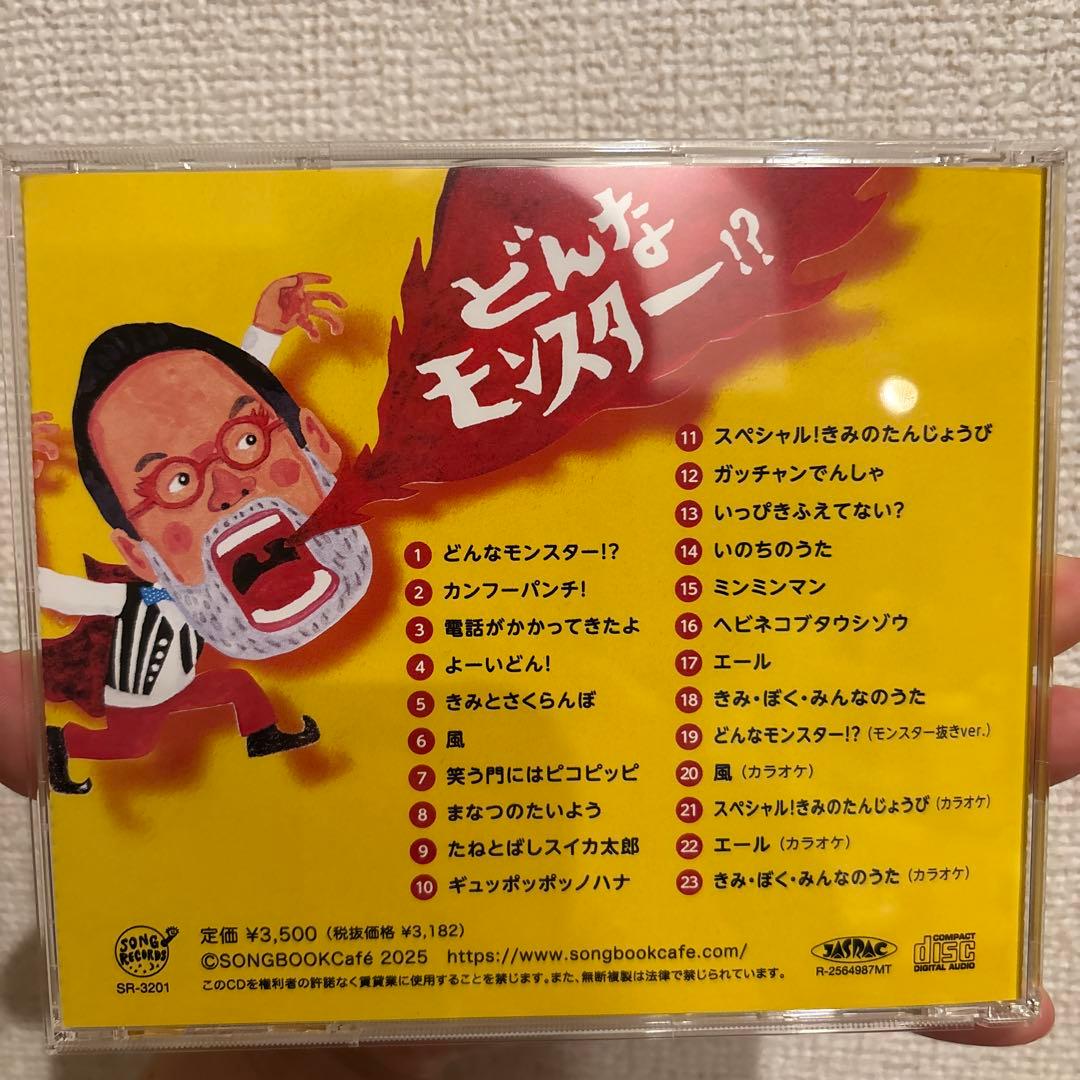 どんな
モンスター!?
1 どんなモンスター!?
2 カンフーパンチ!
3 電話がかかってきたよ
4 よーいどん!
5 きみとさくらんぼ
6 風
7 笑う門にはピコピッピ
8 まなつのたいよう
9 たねとばしスイカ太郎
10 ギュッポッポッノハナ
11 スペシャル!きみのたんじょうび
12 ガッチャンでんしゃ
13 いっぴきふえてない?
14 いのちのうた
15 ミンミンマン
16 ヘビネコブタウシゾウ
17 エール
18 きみ・ぼく・みんなのうた
19 どんなモンスター!?(モンスター抜きver.)
20 風(カラオケ)
21 スペシャル!きみのたんじょうび(カラオケ)
22 エール(カラオケ)
23 きみ・ぼく・みんなのうた(カラオケ)
SONG
RECORDS
SR-3201
定価 ¥3,500(税抜価格 ¥3,182)
©SONGBOOKCafé 2025 https://www.songbookcafe.com/
このCDを権利者の許諾なく賃貸業に使用することを禁じます。また、無断複製は法律で禁じられています。
JASRAC
R-2564987MT
COMPACT
disc
DIGITAL AUDIO